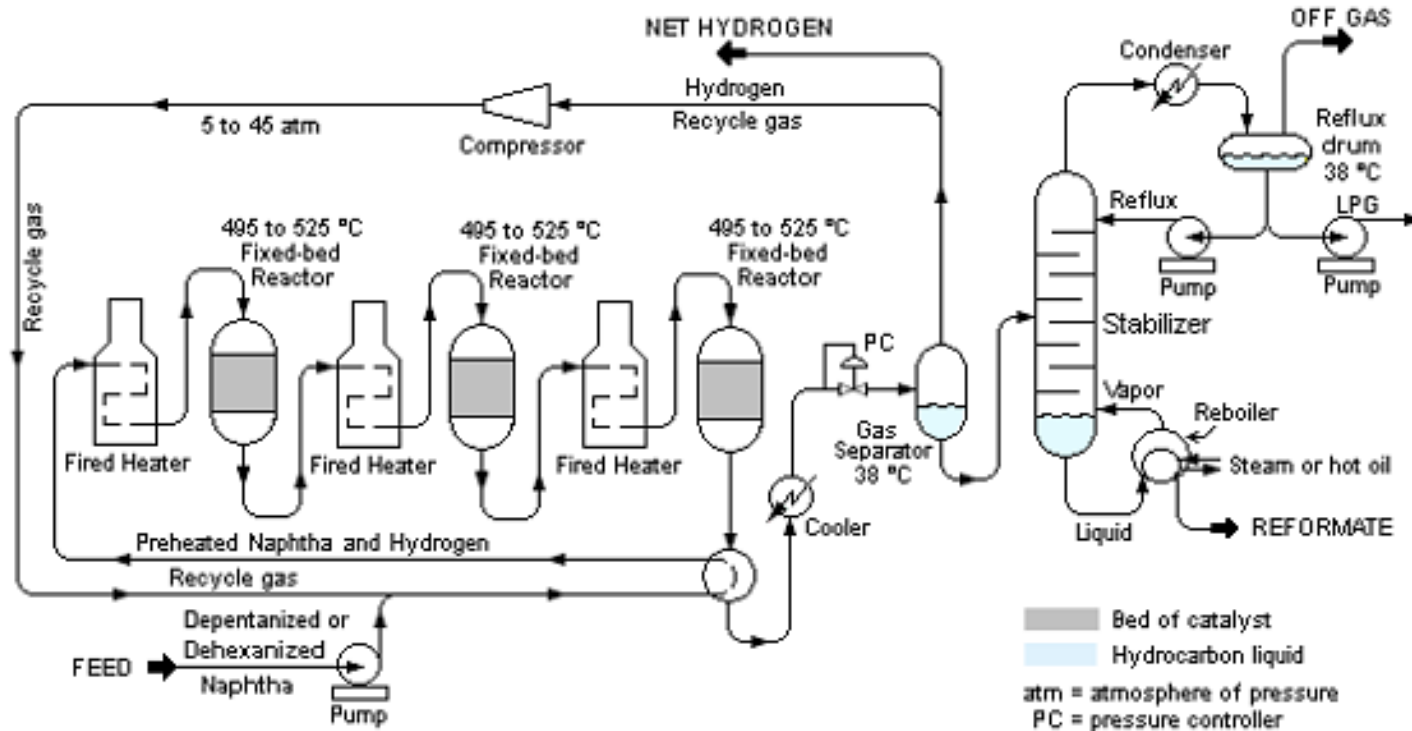 NET HYDROGEN
OFF GAS
Condenser
Hydrogen
Recycle gas
5 to 45 atm
Compressor
Reflux
drum
38 °C
Recycle gas
495 to 525 °C
Fixed-bed
Reactor
495 to 525 °C
Fixed-bed
Reactor
495 to 525 °C
Fixed-bed
Reactor
Reflux
LPG
Pump
Pump
Stabilizer
PC
Vapor
Reboiler
Fired Heater
Fired Heater
Fired Heater
Gas
Separator
38 °C
Steam or hot oil
Cooler
Liquid
REFORMATE
Preheated Naphtha and Hydrogen
Recycle gas
Depentanized or
Dehexanized
Naphtha
FEED
Pump
Bed of catalyst
Hydrocarbon liquid
atm = atmosphere of pressure
PC = pressure controller